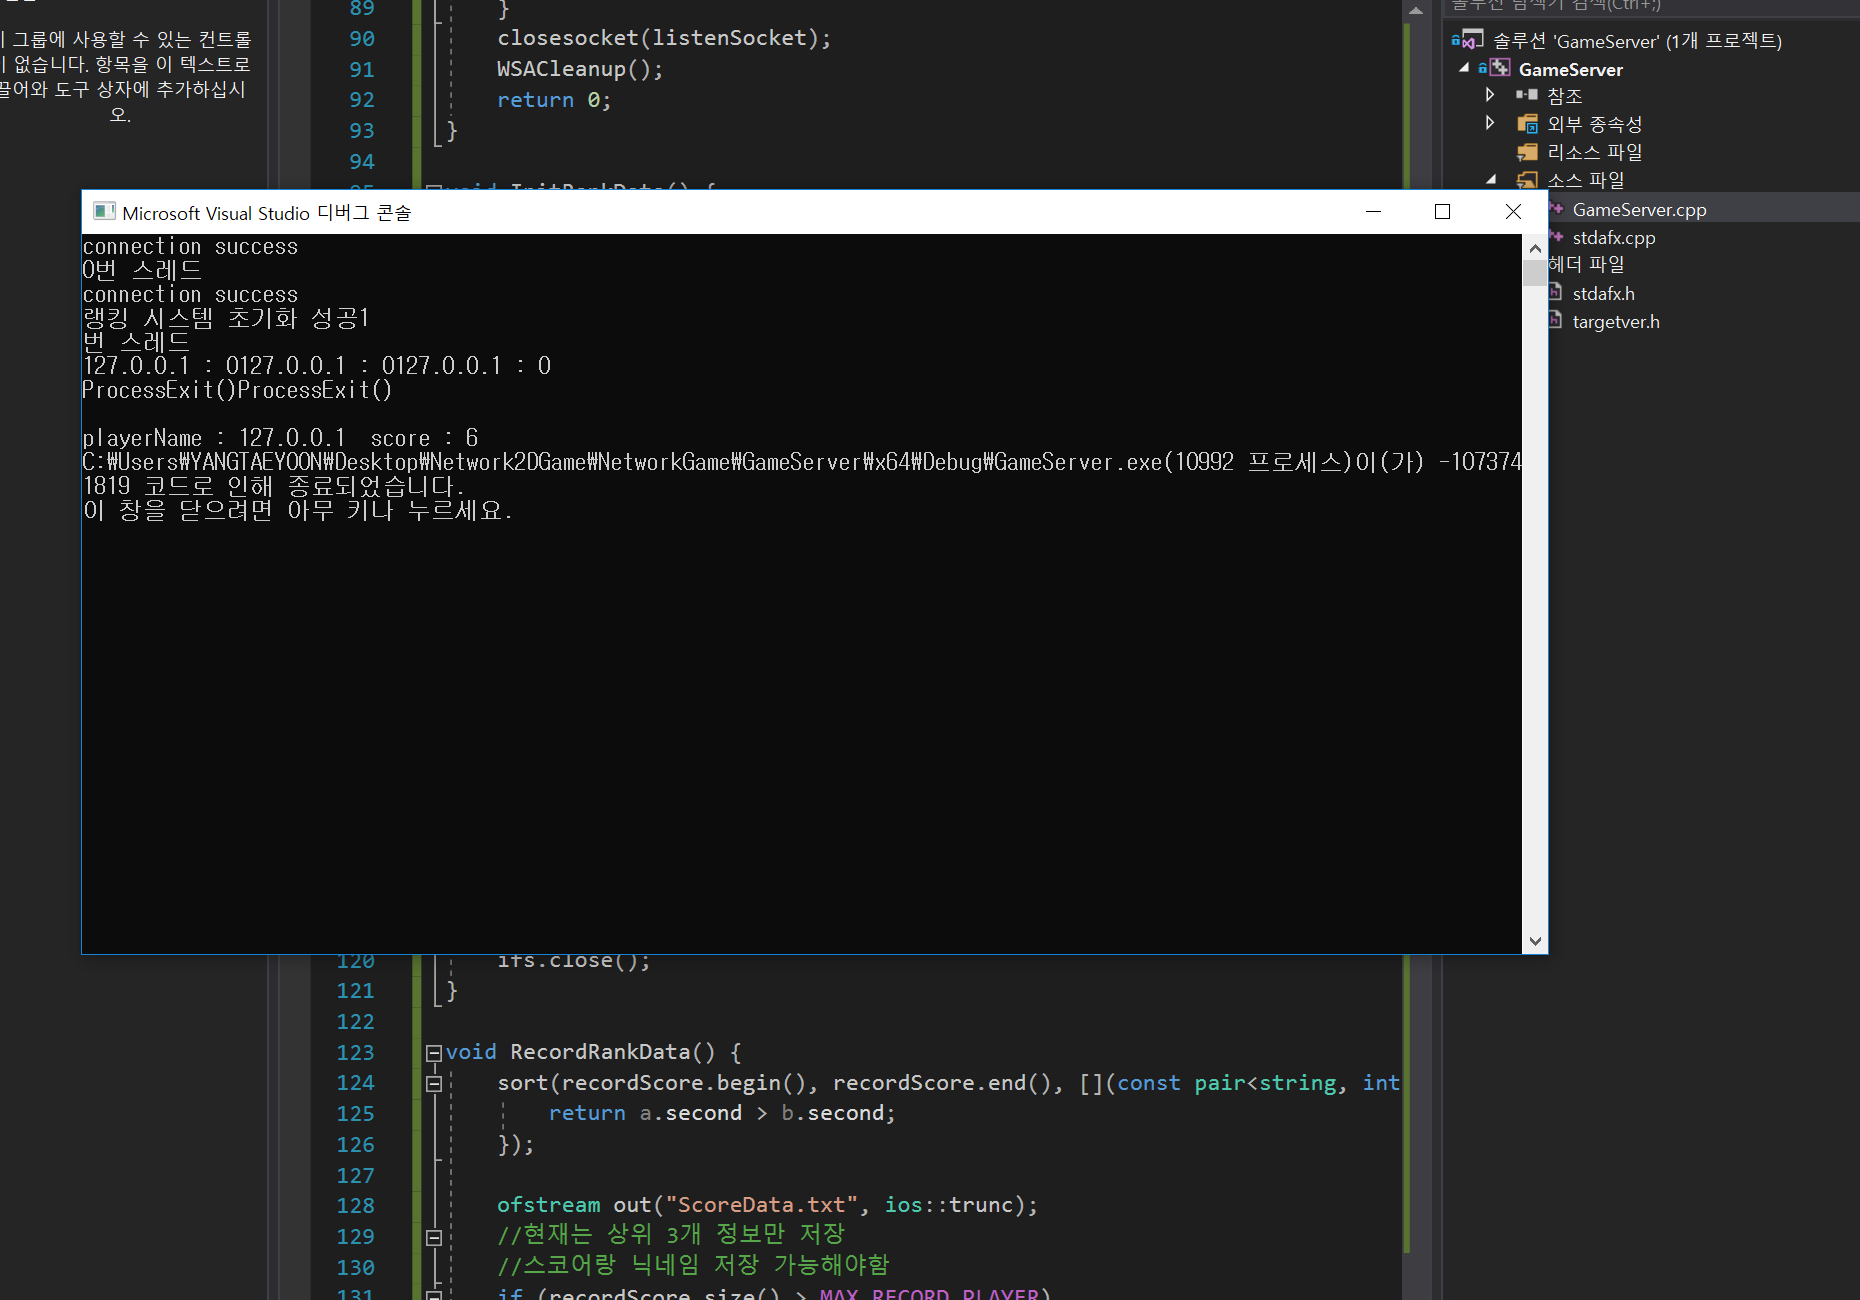 그룹에 사용할 수 있는 컨트롤
없습니다. 항목을 이 텍스트로
끌어와 도구 상자에 추가하십시
오.
89 }
90 closesocket(listenSocket);
91 WSACleanup();
92 return 0;
93 }
94
95 void InitRankData() {
Microsoft Visual Studio 디버그 콘솔
connection success
0번 스레드
connection success
랭킹 시스템 초기화 성공1
번 스레드
127.0.0.1 : 0127.0.0.1 : 0127.0.0.1 : 0
ProcessExit()ProcessExit()
playerName : 127.0.0.1  score : 6
C:₩Users₩YANGTAEYOON₩Desktop₩Network2DGame₩NetworkGame₩GameServer₩x64₩Debug₩GameServer.exe(10992 프로세스)이(가) -107374
1819 코드로 인해 종료되었습니다.
이 창을 닫으려면 아무 키나 누르세요.
120 ifs.close();
121 }
122
123 void RecordRankData() {
124 sort(recordScore.begin(), recordScore.end(), [](const pair<string, int
125 return a.second > b.second;
126 });
127
128 ofstream out("ScoreData.txt", ios::trunc);
129 //현재는 상위 3개 정보만 저장
130 //스코어랑 닉네임 저장 가능해야함
131 if (recordScore.size() > MAX_RECORD_PLAYER)
솔루션 탐색기 검색(Ctrl+;)
솔루션 'GameServer' (1개 프로젝트)
GameServer
참조
외부 종속성
리소스 파일
소스 파일
GameServer.cpp
stdafx.cpp
헤더 파일
stdafx.h
targetver.h